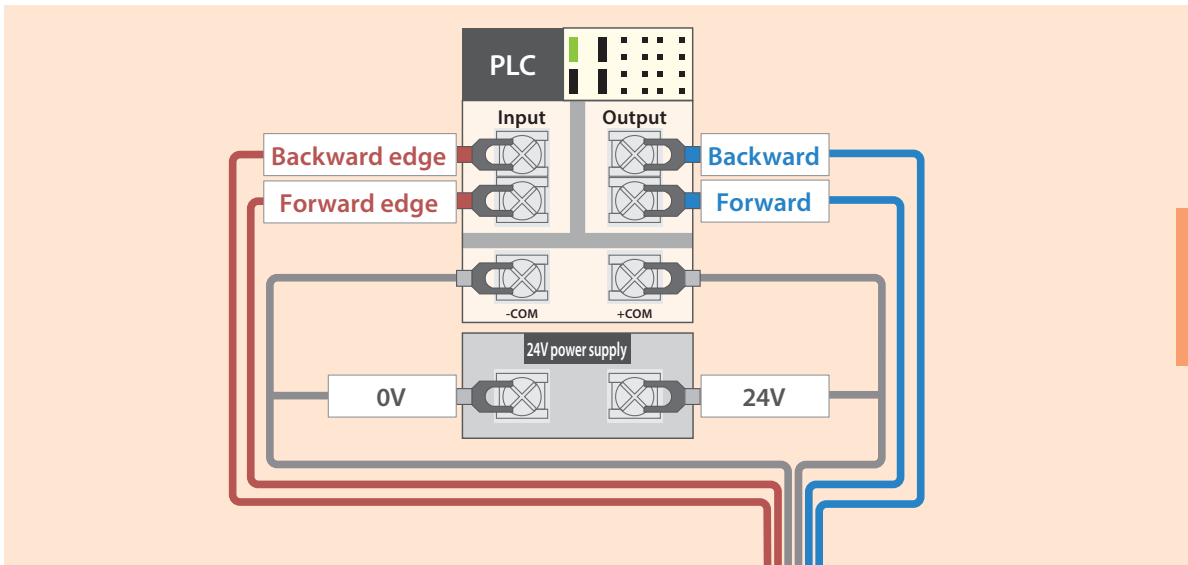 PLC
Input
Output
Backward edge
Backward
Forward edge
Forward
-COM
+COM
24V power supply
0V
24V